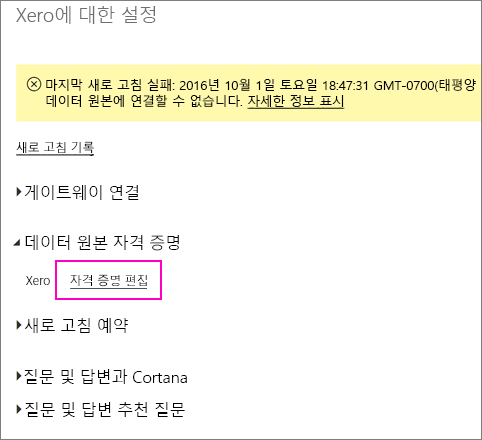 Xero에 대한 설정
마지막 새로 고침 실패: 2016년 10월 1일 토요일 18:47:31 GMT-0700(태평양
데이터 원본에 연결할 수 없습니다. 자세한 정보 표시
새로 고침 기록
게이트웨이 연결
데이터 원본 자격 증명
Xero 자격 증명 편집
새로 고침 예약
질문 및 답변과 Cortana
질문 및 답변 추천 질문